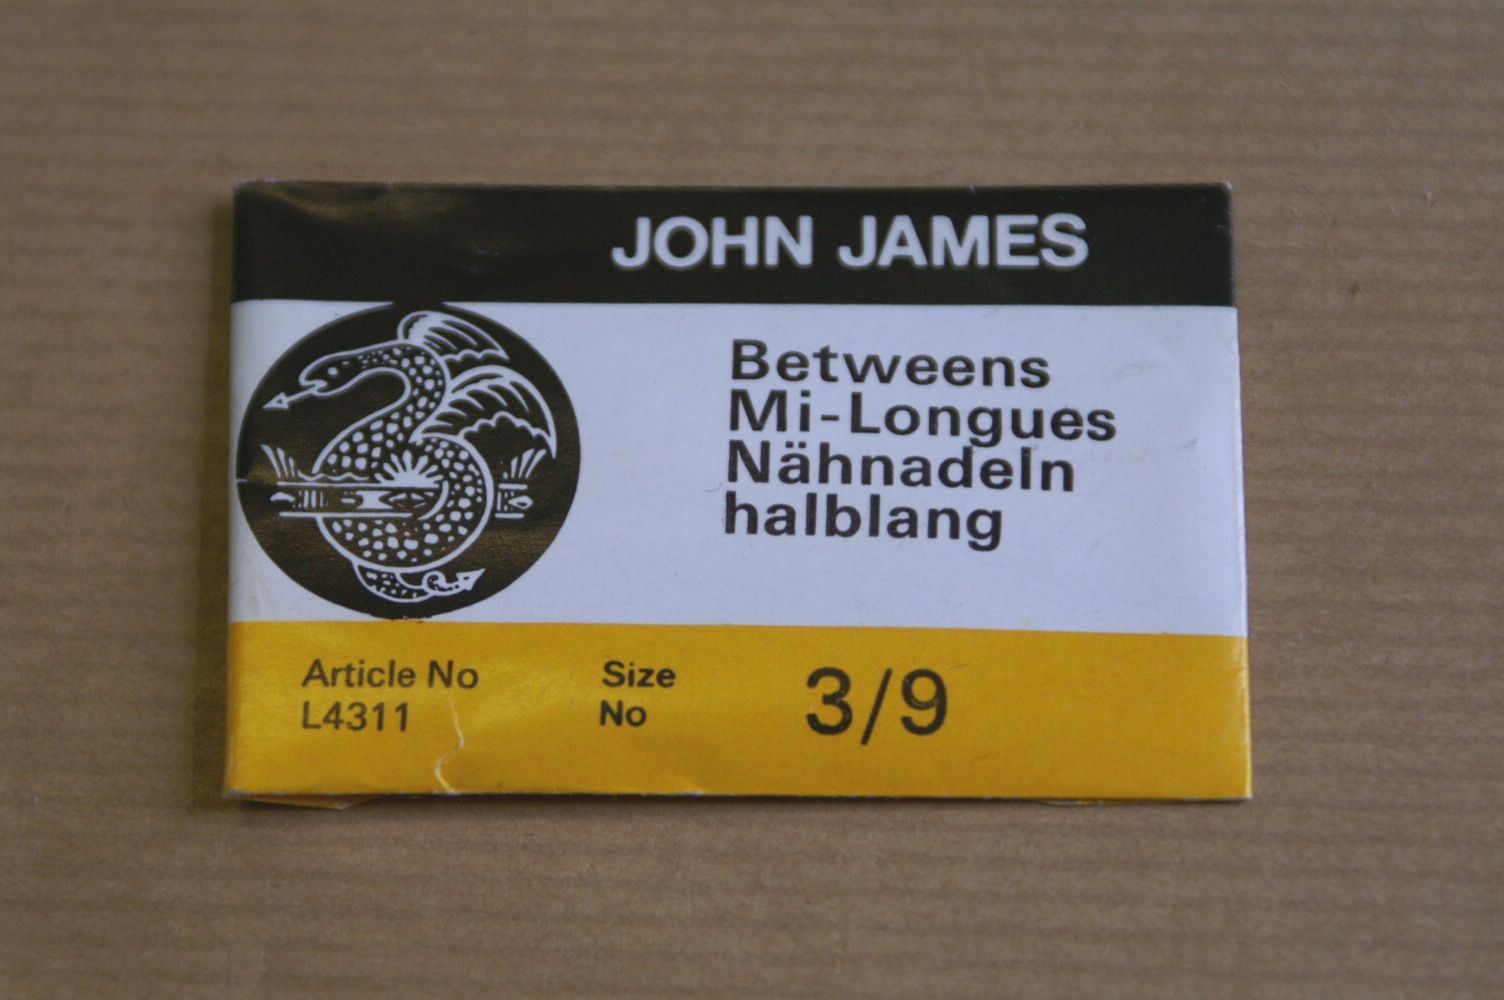 JOHN JAMES
Betweens
Mi-Longues
Nähnadeln
halblang
Article No
L4311
Size
No
3/9